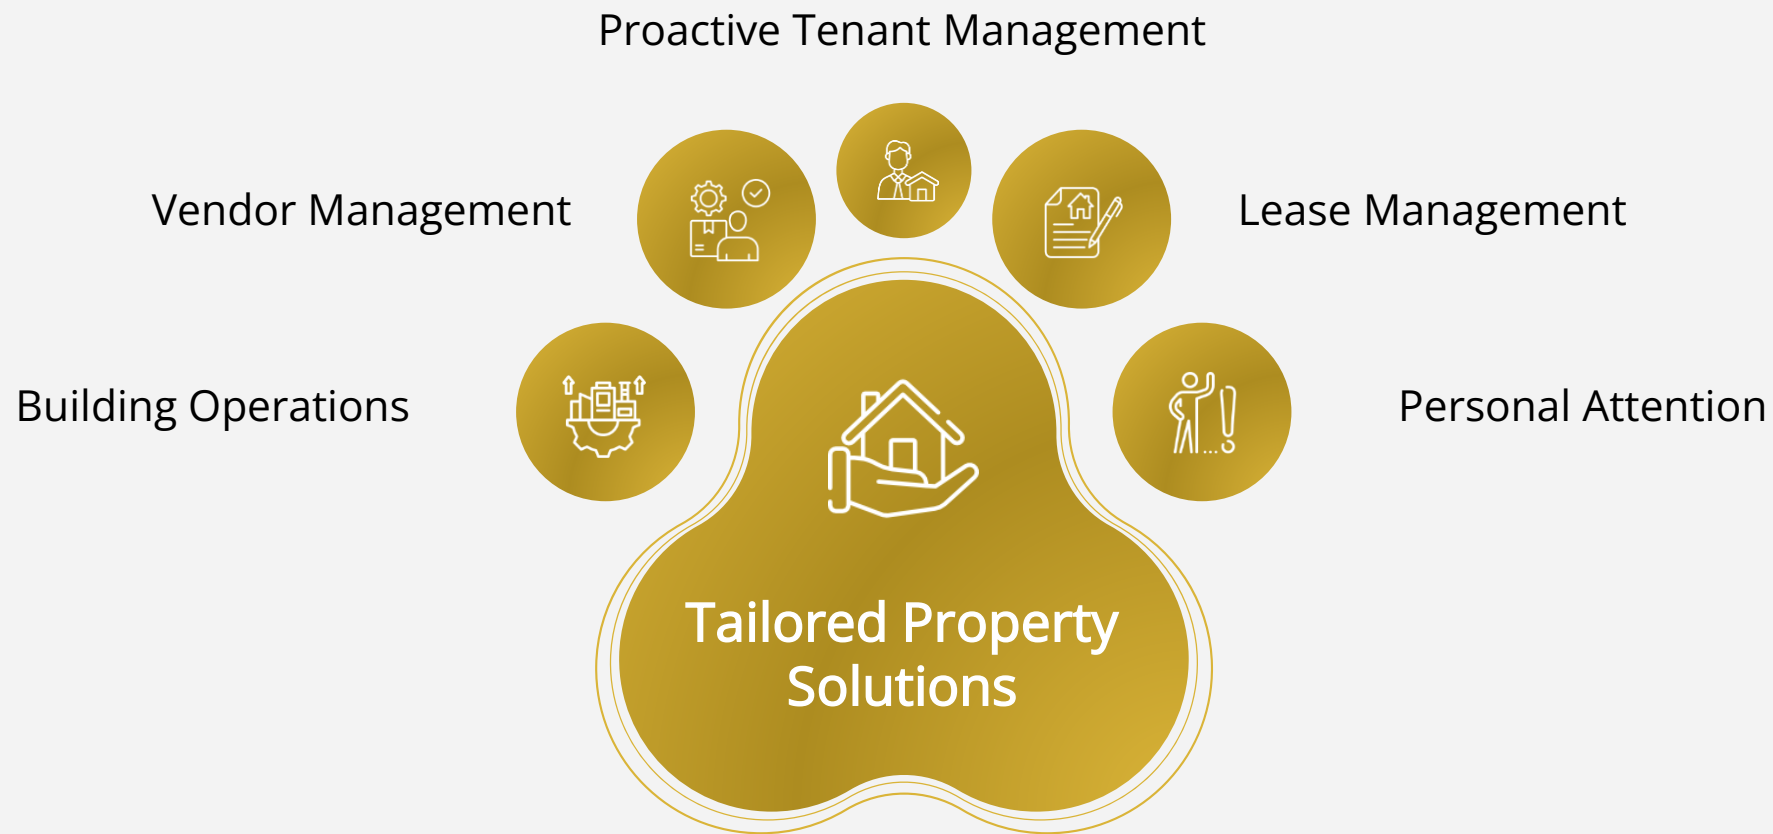 Proactive Tenant Management
Vendor Management
Lease Management
Building Operations
Personal Attention
Tailored Property
Solutions